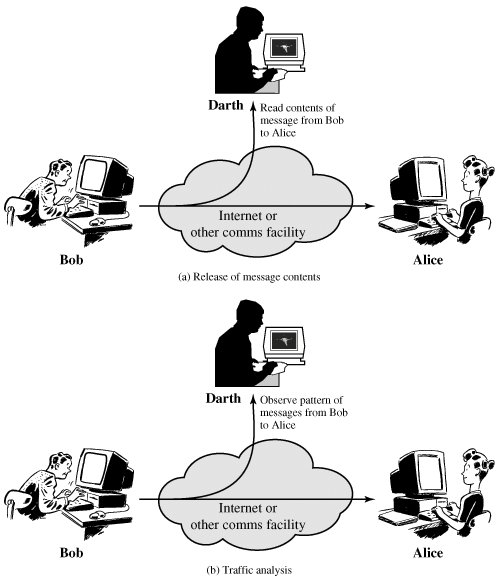 Darth
Read contents of
message from Bob
to Alice
Internet or
other comms facility
Bob
Alice
(a) Release of message contents
Darth
Observe pattern of
messages from Bob
to Alice
Internet or
other comms facility
Bob
Alice
(b) Traffic analysis